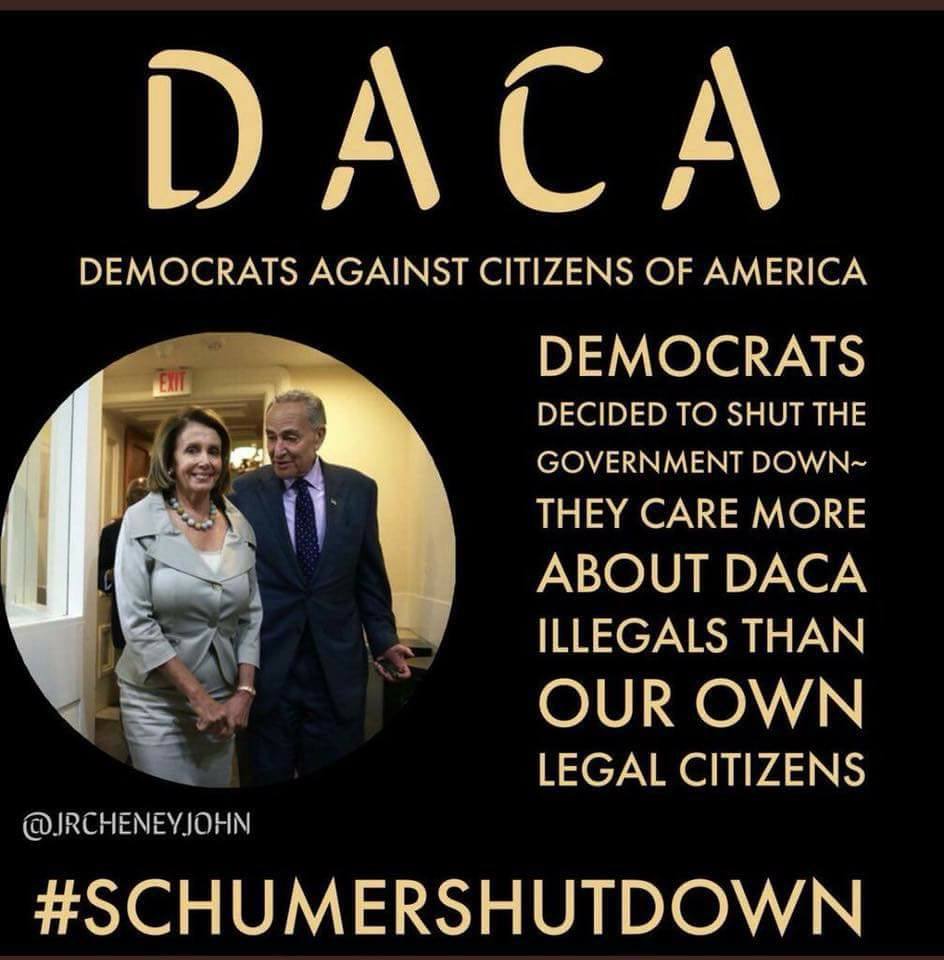 DACA
DEMOCRATS AGAINST CITIZENS OF AMERICA
EXIT
DEMOCRATS
DECIDED TO SHUT THE
GOVERNMENT DOWN~
THEY CARE MORE
ABOUT DACA
ILLEGALS THAN
OUR OWN
LEGAL CITIZENS
@JRCHENEYJOHN
#SCHUMERSHUTDOWN